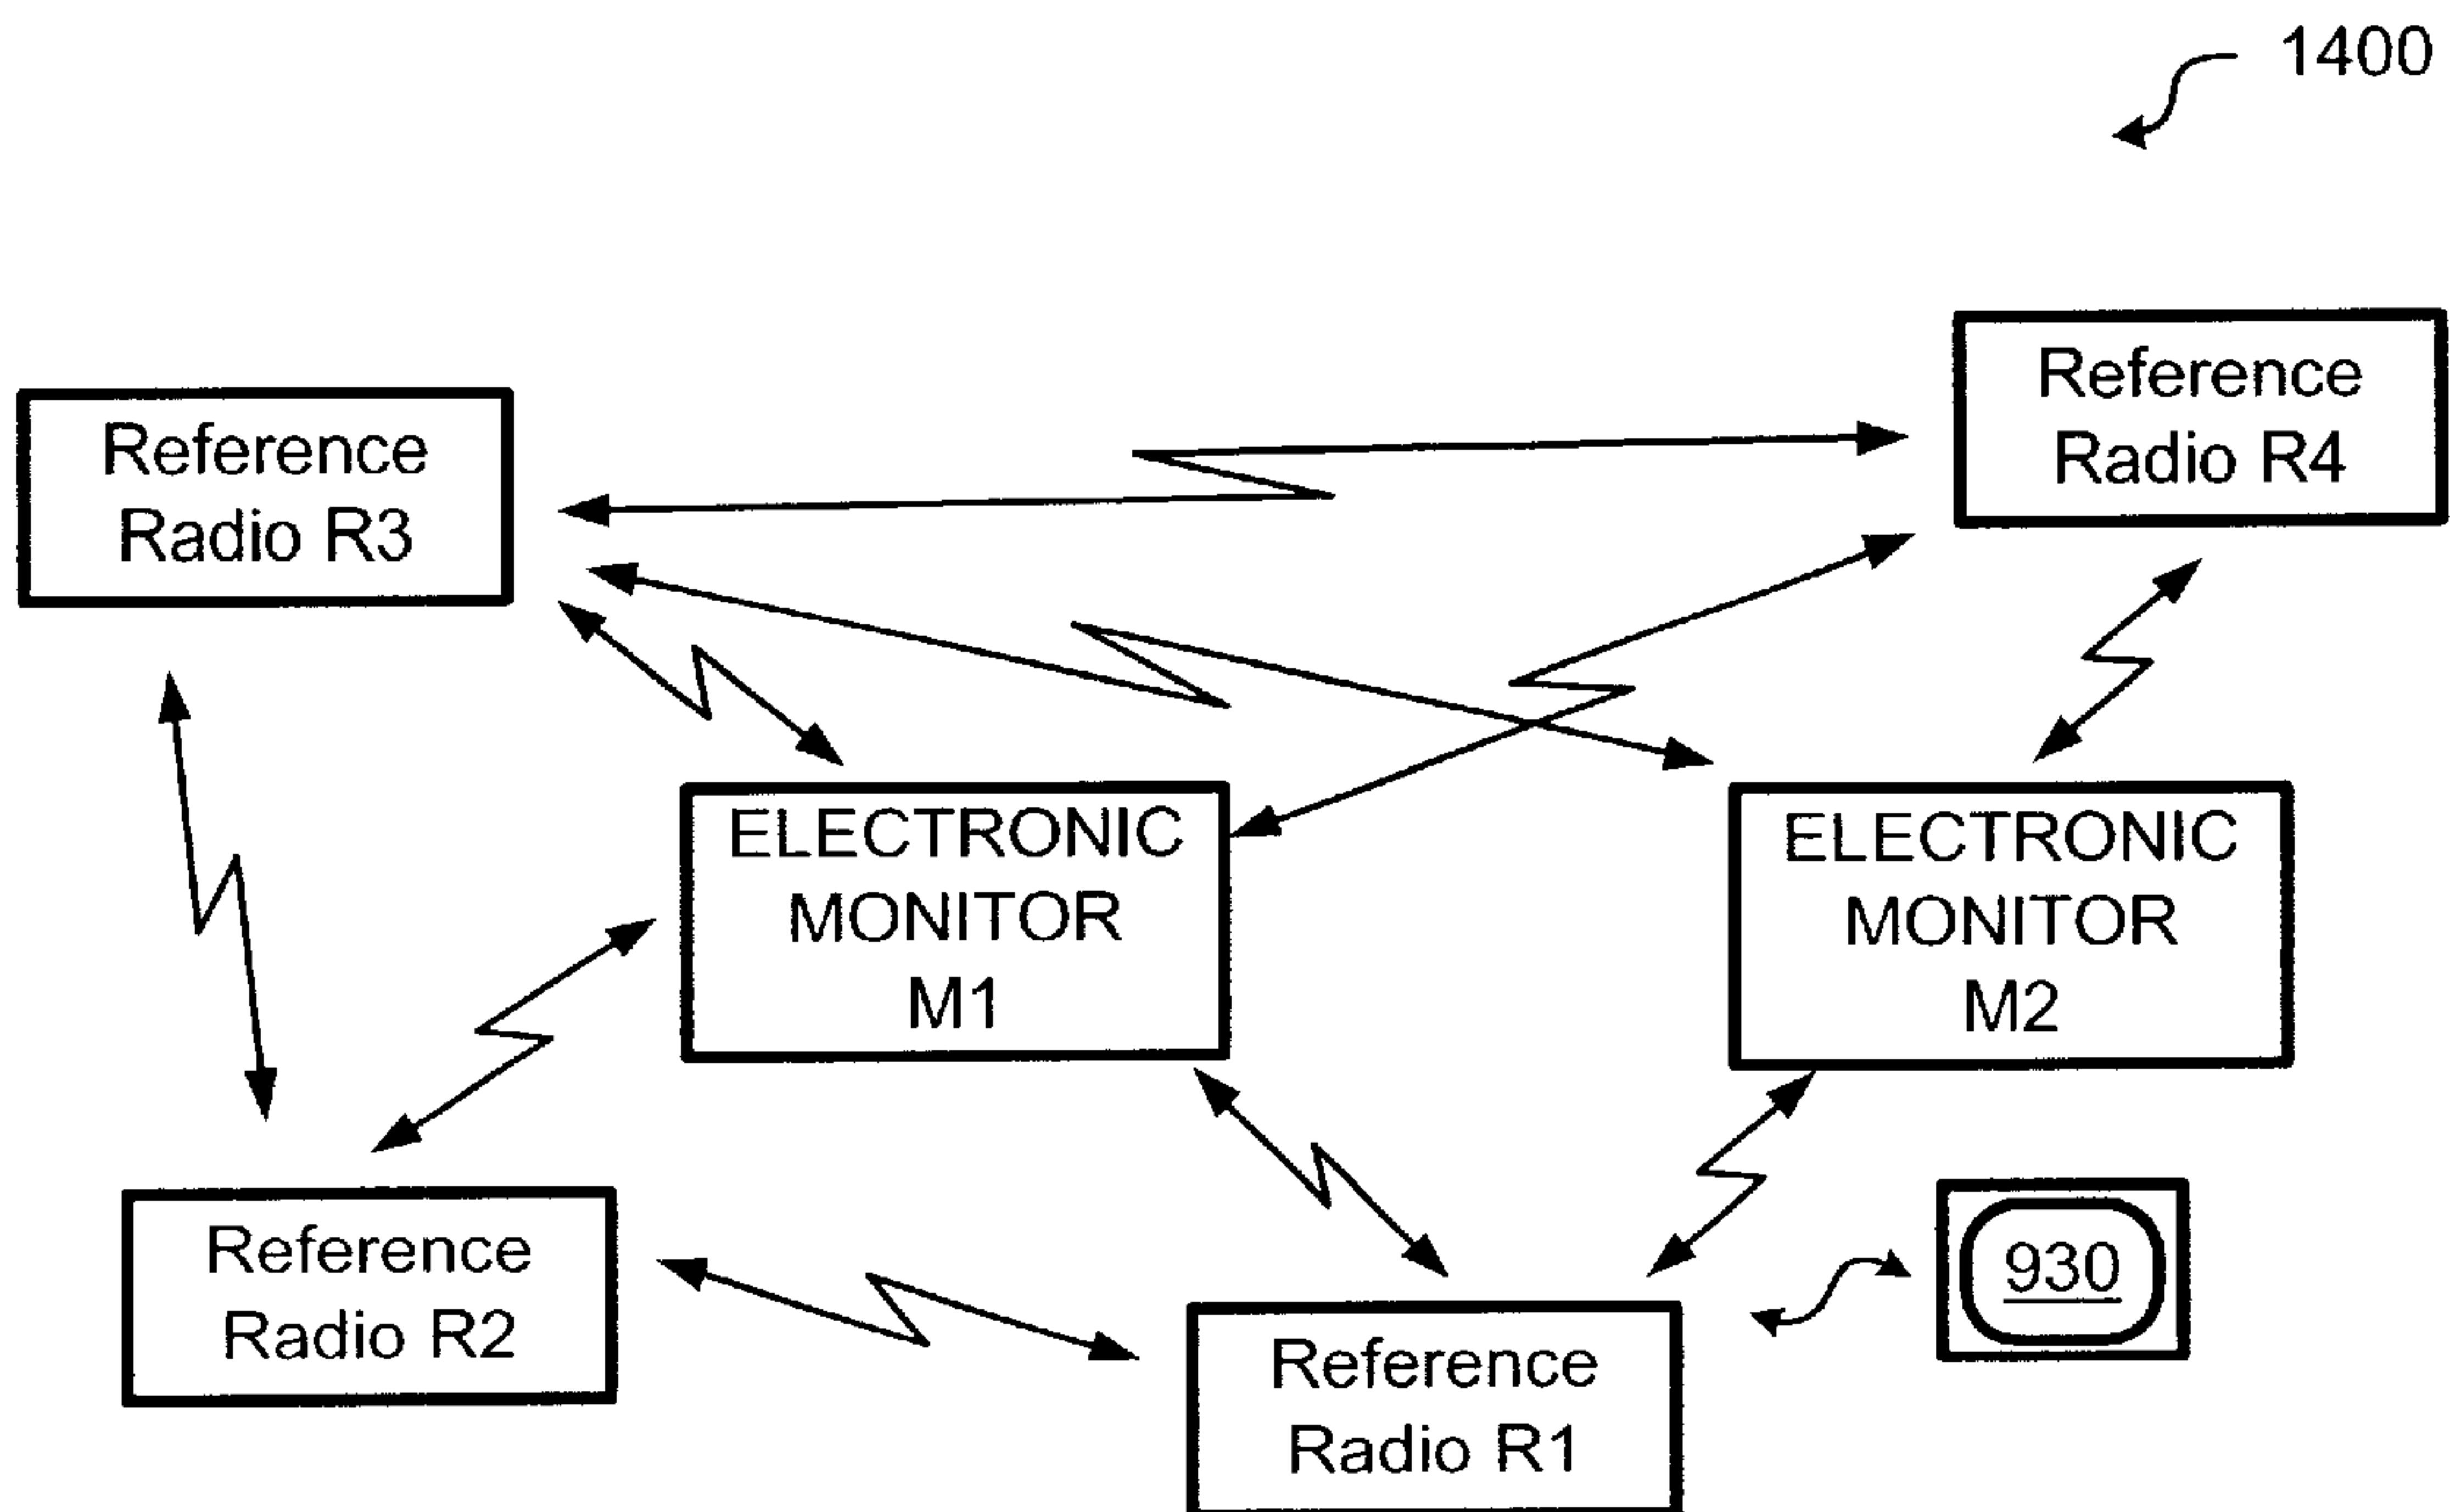 1400
Reference
Radio R4
Reference
Radio R3
ELECTRONIC
MONITOR
M1
ELECTRONIC
MONITOR
M2
930
Reference
Radio R2
Reference
Radio R1